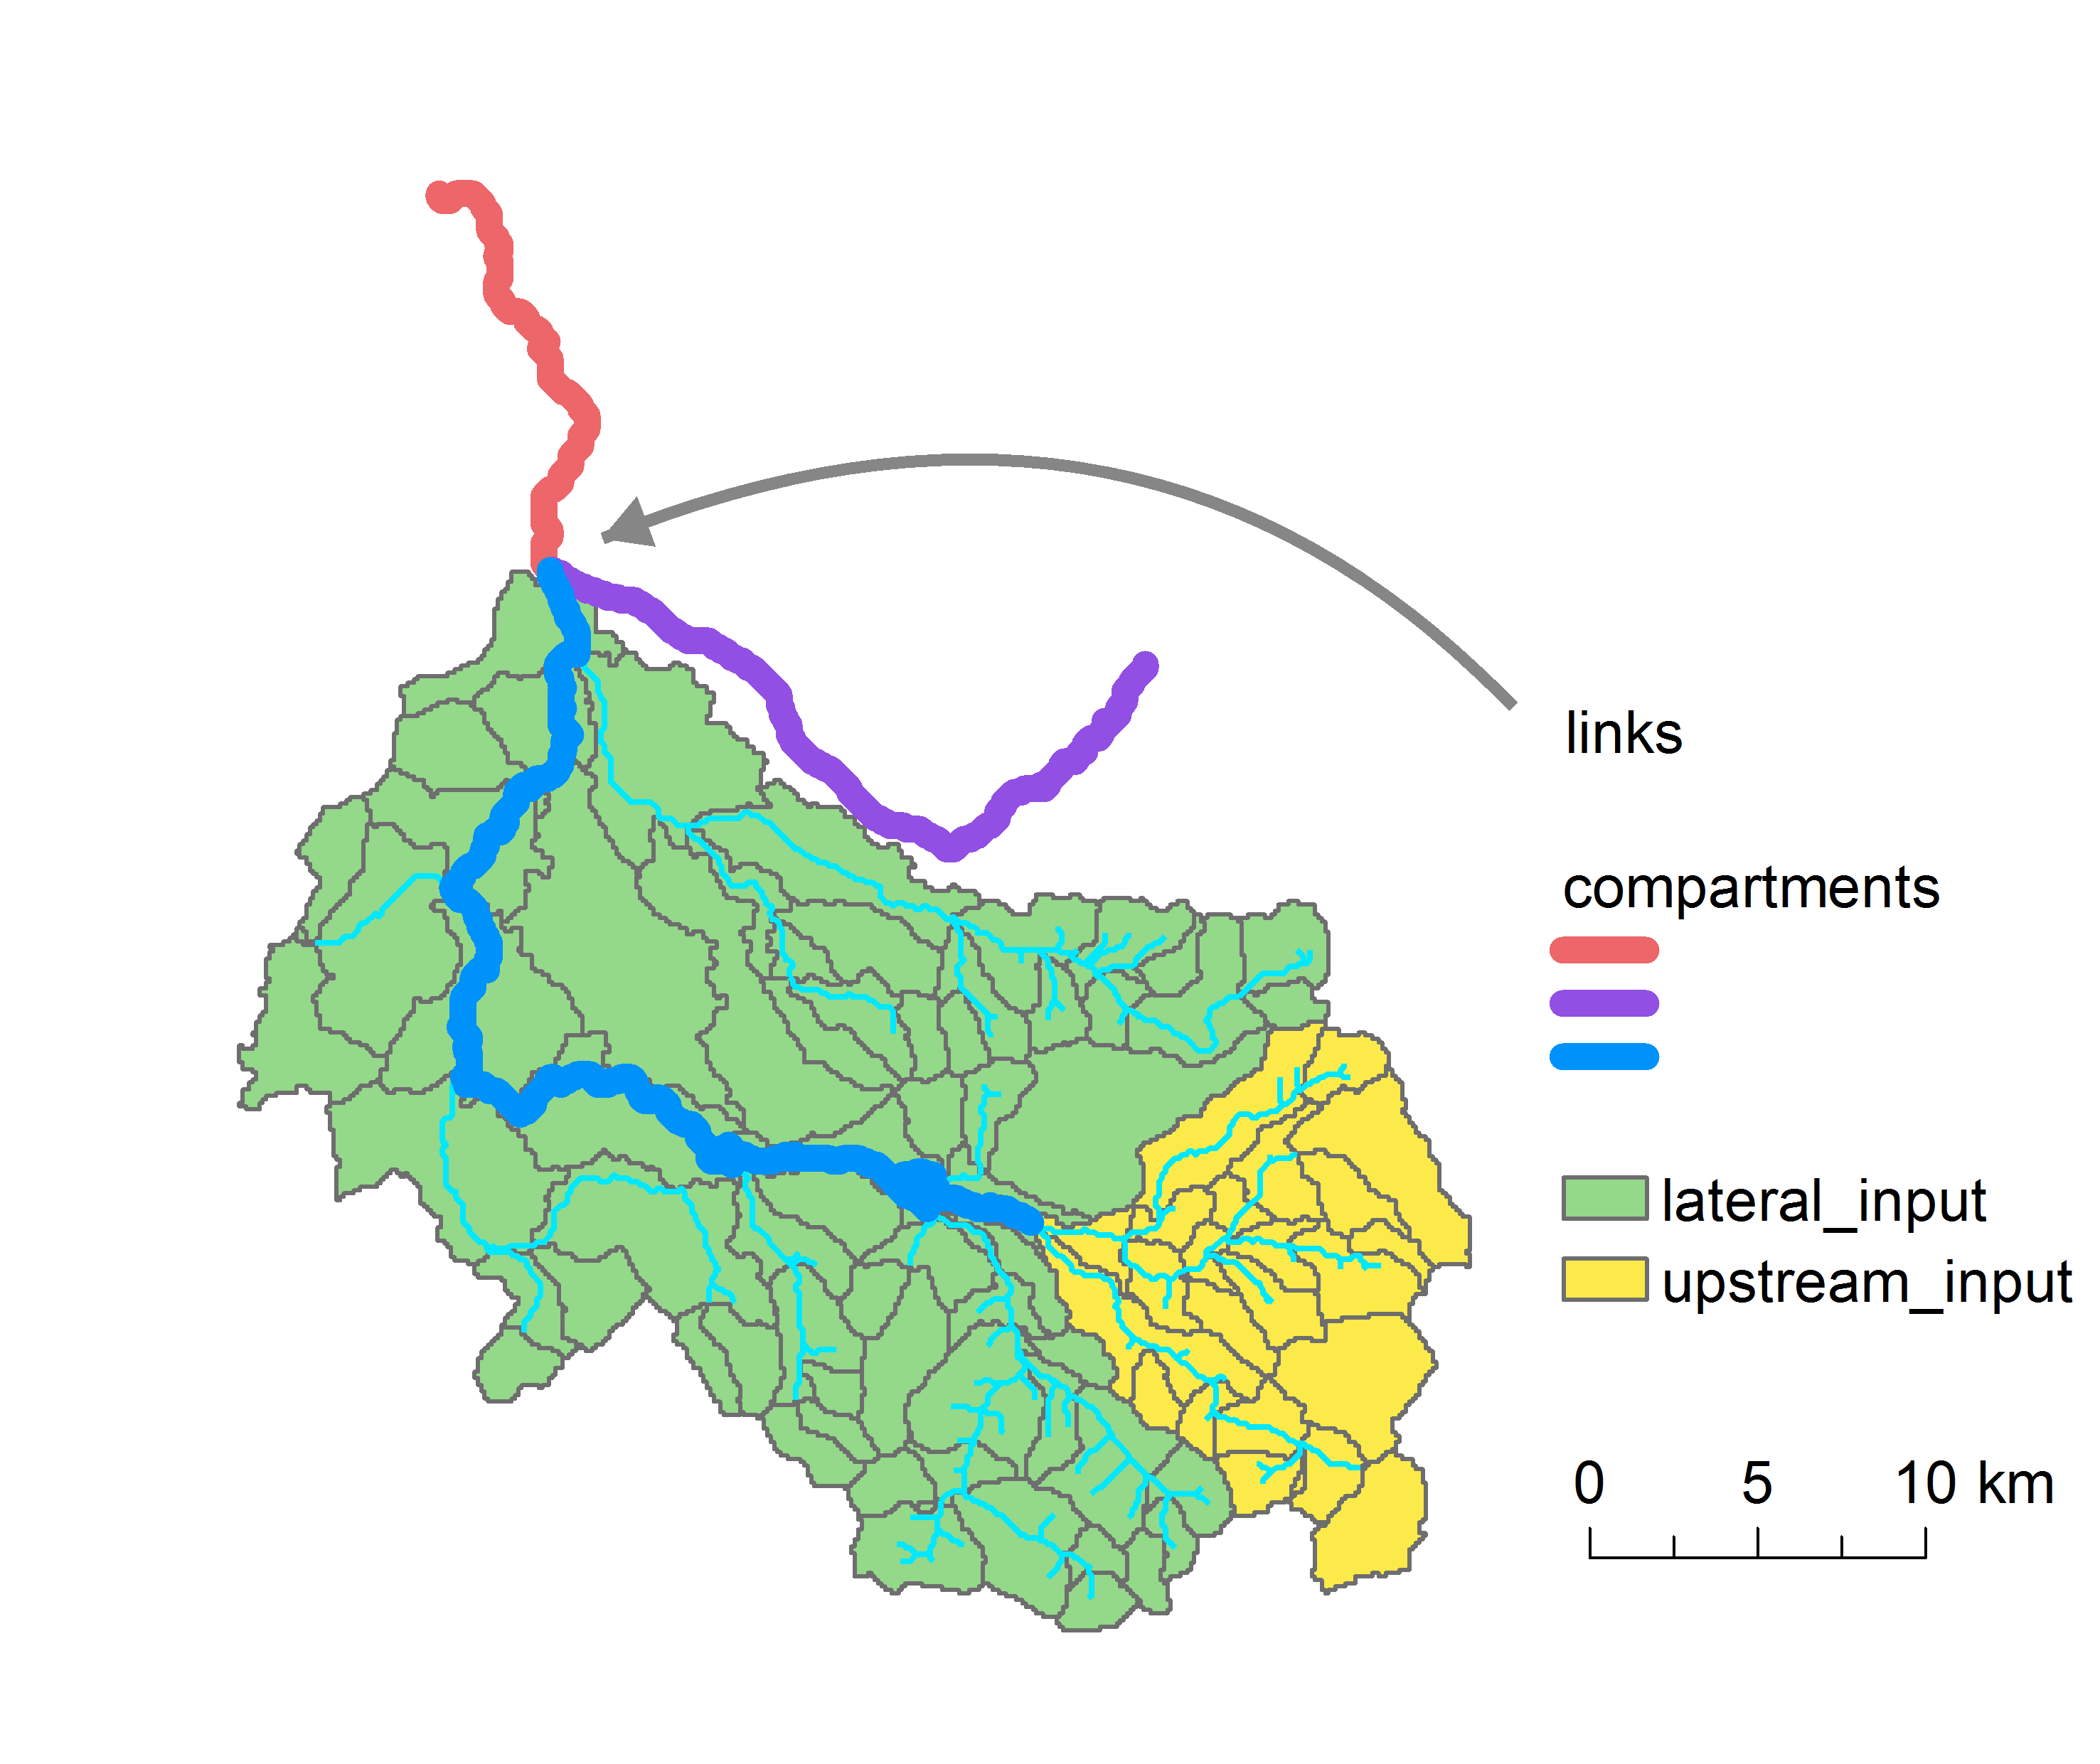 links
compartments
lateral_input
upstream_input
0 5 10 km